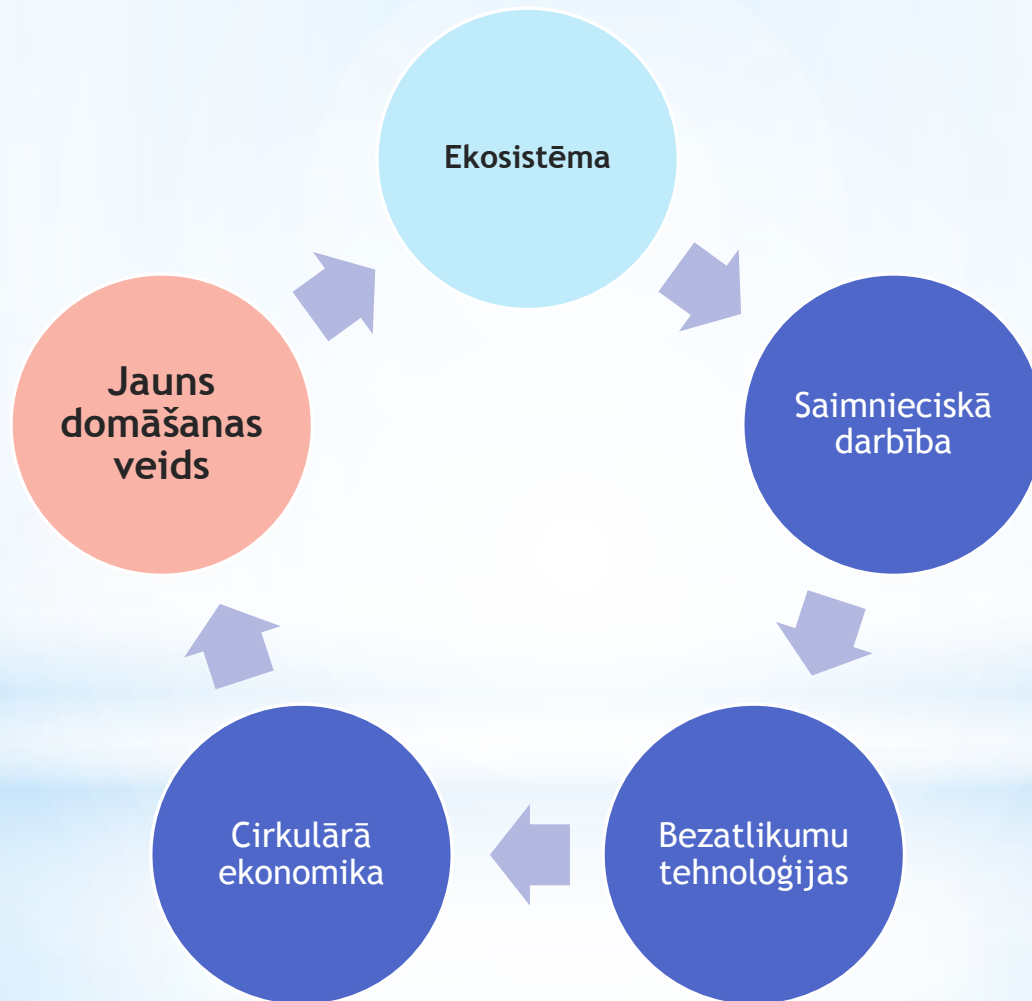 Ekosistēma
Jauns
domāšanas
veids
Saimnieciskā
darbība
Cirkulārā
ekonomika
Bezatlikumu
tehnoloģijas